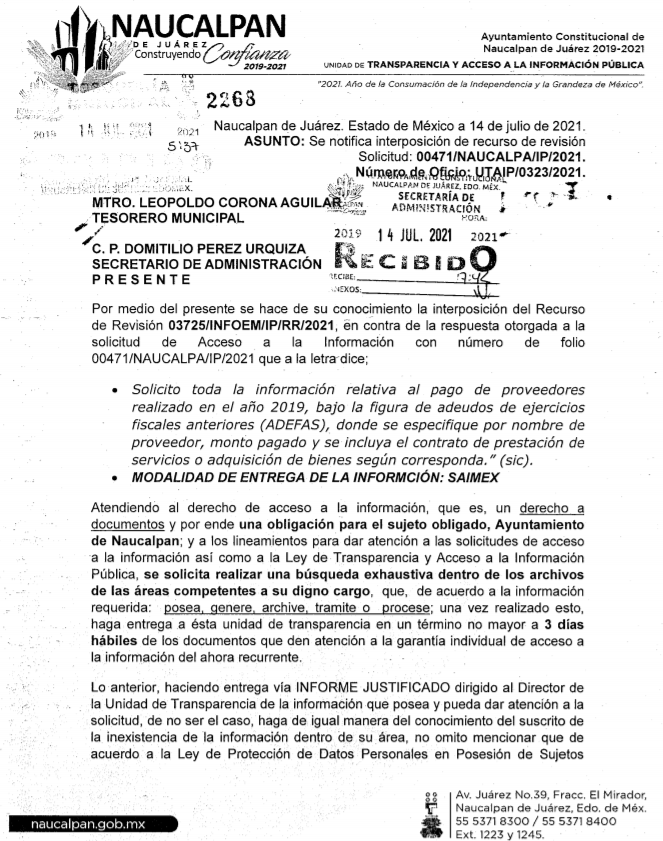 NAUCALPAN
DE JUÁREZ
Construyendo Confianza
2019-2021
Ayuntamiento Constitucional de
Naucalpan de Juárez 2019-2021
UNIDAD DE TRANSPARENCIA Y ACCESO A LA INFORMACIÓN PÚBLICA
"2021. Año de la Consumación de la Independencia y la Grandeza de México".
2268
2019 14 JUL 2021 2021
5:37
Naucalpan de Juárez. Estado de México a 14 de julio de 2021.
ASUNTO: Se notifica interposición de recurso de revisión
Solicitud: 00471/NAUCALPA/IP/2021.
Número de Oficio: UTAIP/0323/2021.
AYUNTAMIENTO CONSTITUCIONAL
NAUCALPAN DE JUÁREZ, EDO. MÉX.
SECRETARÍA DE
ADMINISTRACIÓN
HORA:
2019 14 JUL. 2021 2021
RECIBIDO
RECIBE: 7:45
ANEXOS:
MTRO. LEOPOLDO CORONA AGUILAR
TESORERO MUNICIPAL
C. P. DOMITILIO PEREZ URQUIZA
SECRETARIO DE ADMINISTRACIÓN
P R E S E N T E
Por medio del presente se hace de su conocimiento la interposición del Recurso
de Revisión 03725/INFOEM/IP/RR/2021, en contra de la respuesta otorgada a la
solicitud de Acceso a la Información con número de folio
00471/NAUCALPA/IP/2021 que a la letra dice;
• Solicito toda la información relativa al pago de proveedores
realizado en el año 2019, bajo la figura de adeudos de ejercicios
fiscales anteriores (ADEFAS), donde se especifique por nombre de
proveedor, monto pagado y se incluya el contrato de prestación de
servicios o adquisición de bienes según corresponda." (sic).
• MODALIDAD DE ENTREGA DE LA INFORMCIÓN: SAIMEX
Atendiendo al derecho de acceso a la información, que es, un derecho a
documentos y por ende una obligación para el sujeto obligado, Ayuntamiento
de Naucalpan; y a los lineamientos para dar atención a las solicitudes de acceso
a la información así como a la Ley de Transparencia y Acceso a la Información
Pública, se solicita realizar una búsqueda exhaustiva dentro de los archivos
de las áreas competentes a su digno cargo, que, de acuerdo a la información
requerida: posea, genere, archive, tramite o procese; una vez realizado esto,
haga entrega a ésta unidad de transparencia en un término no mayor a 3 días
hábiles de los documentos que den atención a la garantía individual de acceso a
la información del ahora recurrente.
Lo anterior, haciendo entrega vía INFORME JUSTIFICADO dirigido al Director de
la Unidad de Transparencia de la información que posea y pueda dar atención a la
solicitud, de no ser el caso, haga de igual manera del conocimiento del suscrito de
la inexistencia de la información dentro de su área, no omito mencionar que de
acuerdo a la Ley de Protección de Datos Personales en Posesión de Sujetos
naucalpan.gob.mx
Av. Juárez No.39, Fracc. El Mirador,
Naucalpan de Juárez, Edo. de Méx.
55 5371 8300 / 55 5371 8400
Ext. 1223 y 1245.